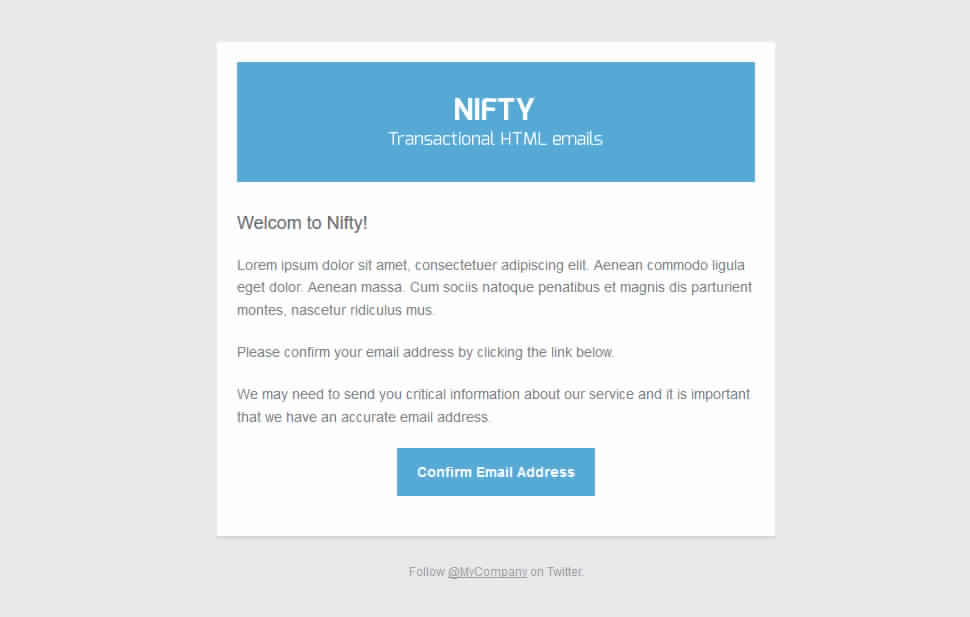 NIFTY
Transactional HTML emails
Welcom to Nifty!
Lorem ipsum dolor sit amet, consectetuer adipiscing elit. Aenean commodo ligula
eget dolor. Aenean massa. Cum sociis natoque penatibus et magnis dis parturient
montes, nascetur ridiculus mus.
Please confirm your email address by clicking the link below.
We may need to send you critical information about our service and it is important
that we have an accurate email address.
Confirm Email Address
Follow @MyCompany on Twitter.